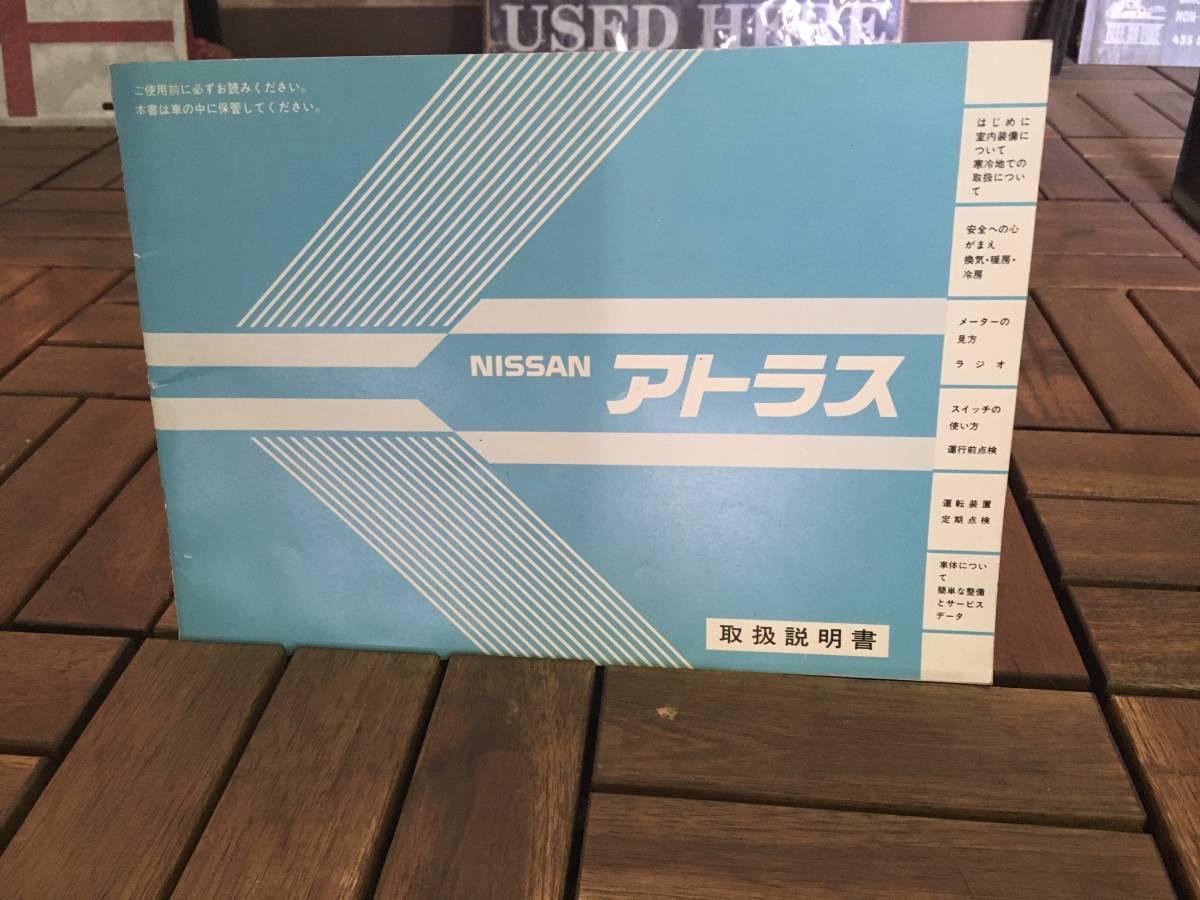 USED HERE
ご使用前に必ずお読みください。
本書は車の中に保管してください。
NISSAN アトラス
取扱説明書
はじめに
室内装備に
ついて
寒冷地での
取扱につい
て
安全への心
がまえ
換気・暖房・
冷房
メーターの
見方
ラジオ
スイッチの
使い方
運行前点検
運転装置
定期点検
車体につい
て
簡単な整備
とサービス
データ